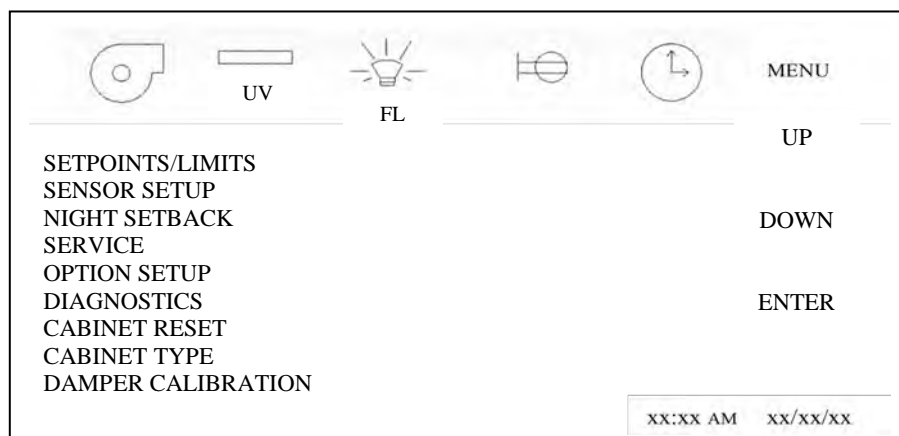 MENU
UV
FL
UP
SETPOINTS/LIMITS
SENSOR SETUP
NIGHT SETBACK
DOWN
SERVICE
OPTION SETUP
DIAGNOSTICS
ENTER
CABINET RESET
CABINET TYPE
DAMPER CALIBRATION
xx:xx AM xx/xx/xx